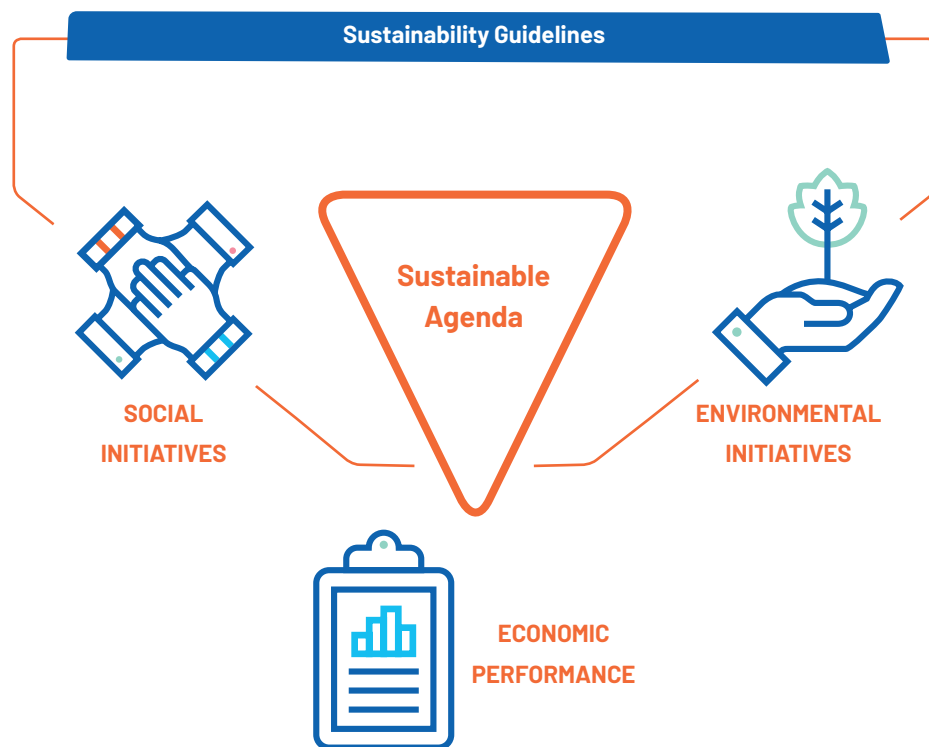 Sustainability Guidelines
Sustainable
Agenda
SOCIAL
INITIATIVES
ENVIRONMENTAL
INITIATIVES
ECONOMIC
PERFORMANCE